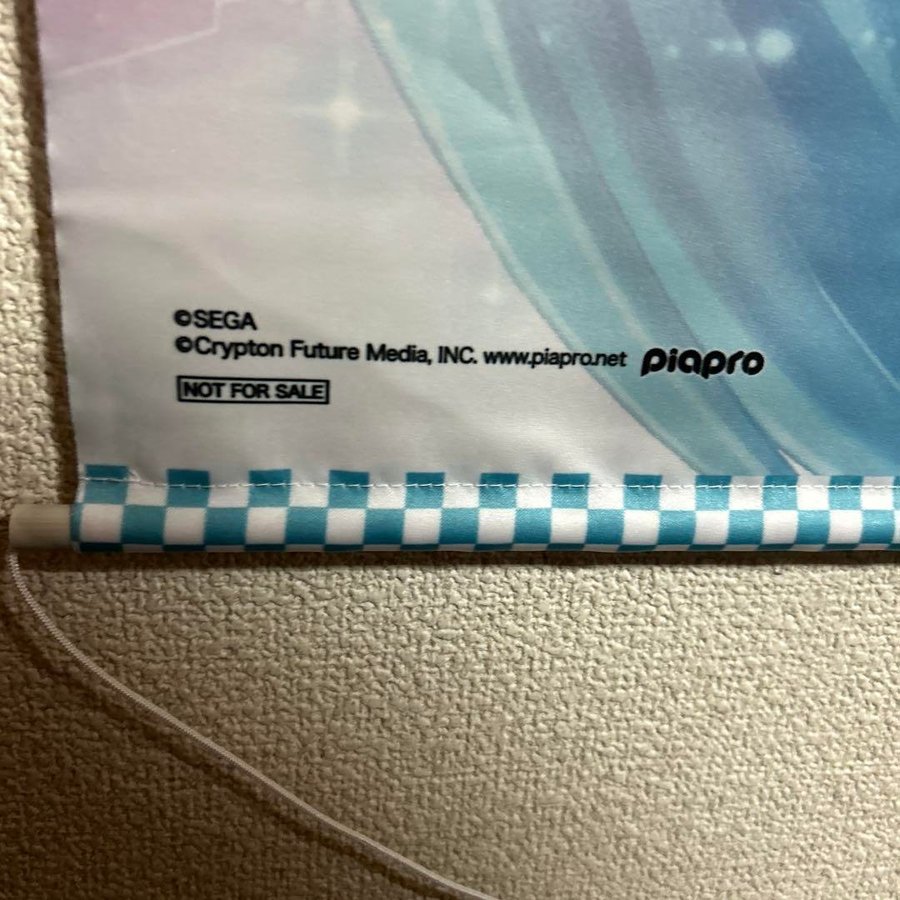 ©SEGA
©Crypton Future Media, INC. www.piapro.net piapro
NOT FOR SALE